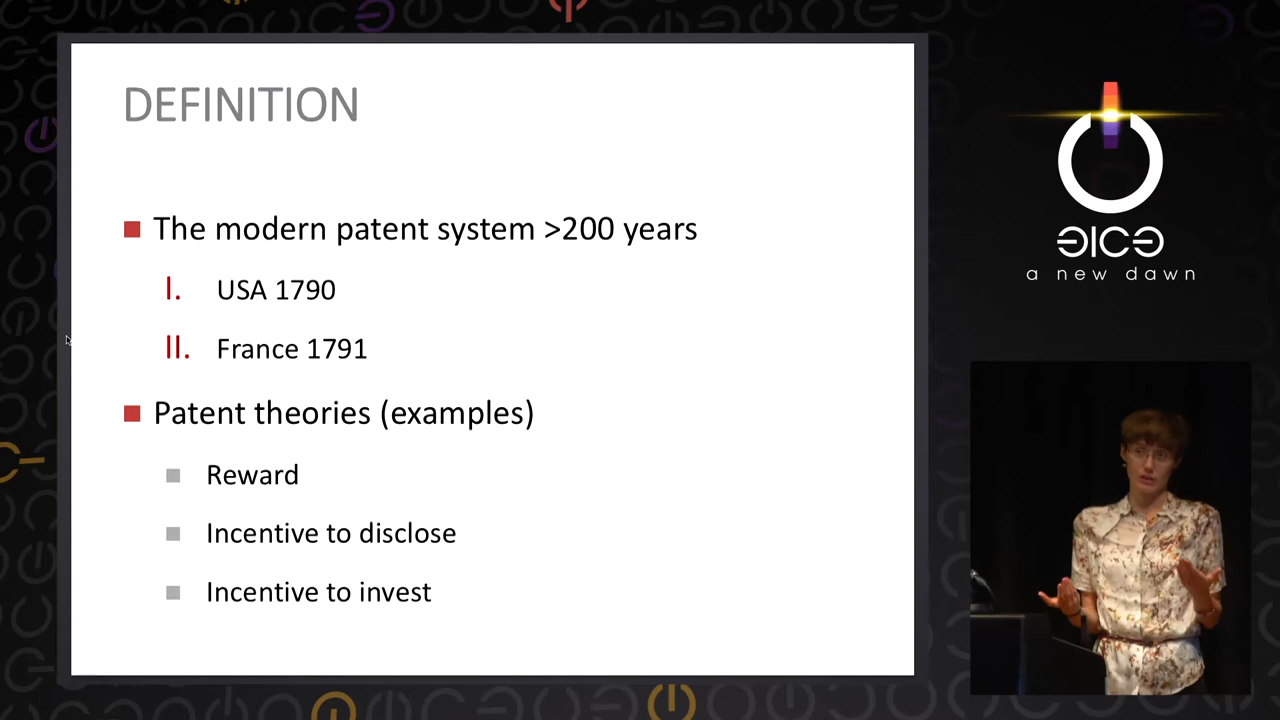 DEFINITION
The modern patent system >200 years
I. USA 1790
II. France 1791
Patent theories (examples)
Reward
Incentive to disclose
Incentive to invest
a new dawn